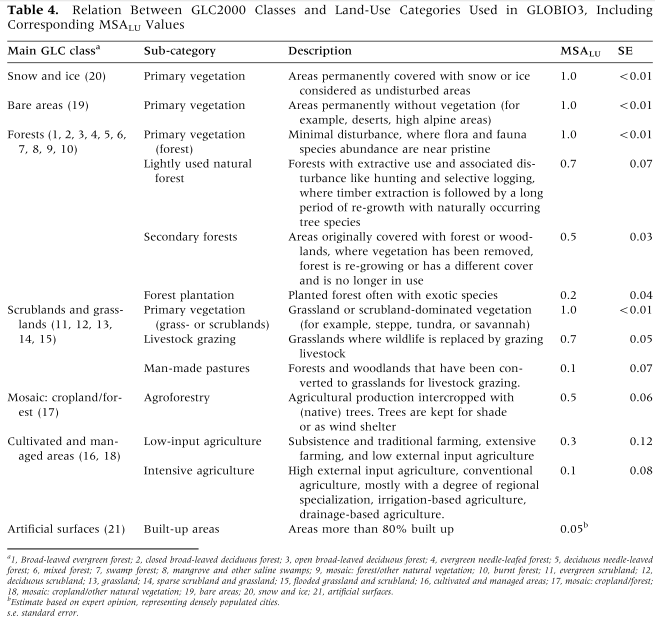 Table 4. Relation Between GLC2000 Classes and Land-Use Categories Used in GLOBIO3, Including
Corresponding MSALU Values
Main GLC classa Sub-category Description MSALU SE
Snow and ice (20) Primary vegetation Areas permanently covered with snow or ice 1.0 <0.01
considered as undisturbed areas
Bare areas (19) Primary vegetation Areas permanently without vegetation (for 1.0 <0.01
example, deserts, high alpine areas)
Forests (1, 2, 3, 4, 5, 6, Primary vegetation Minimal disturbance, where flora and fauna 1.0 <0.01
7, 8, 9, 10) (forest) species abundance are near pristine
Lightly used natural Forests with extractive use and associated dis- 0.7 0.07
forest turbance like hunting and selective logging,
where timber extraction is followed by a long
period of re-growth with naturally occurring
tree species
Secondary forests Areas originally covered with forest or wood- 0.5 0.03
lands, where vegetation has been removed,
forest is re-growing or has a different cover
and is no longer in use
Forest plantation Planted forest often with exotic species 0.2 0.04
Scrublands and grass- Primary vegetation Grassland or scrubland-dominated vegetation 1.0 <0.01
lands (11, 12, 13, (grass- or scrublands) (for example, steppe, tundra, or savannah)
14, 15) Livestock grazing Grasslands where wildlife is replaced by grazing 0.7 0.05
livestock
Man-made pastures Forests and woodlands that have been con- 0.1 0.07
verted to grasslands for livestock grazing.
Mosaic: cropland/for- Agroforestry Agricultural production intercropped with 0.5 0.06
est (17) (native) trees. Trees are kept for shade
or as wind shelter
Cultivated and man- Low-input agriculture Subsistence and traditional farming, extensive 0.3 0.12
aged areas (16, 18) farming, and low external input agriculture
Intensive agriculture High external input agriculture, conventional 0.1 0.08
agriculture, mostly with a degree of regional
specialization, irrigation-based agriculture,
drainage-based agriculture.
Artificial surfaces (21) Built-up areas Areas more than 80% built up 0.05b
a1, Broad-leaved evergreen forest; 2, closed broad-leaved deciduous forest; 3, open broad-leaved deciduous forest; 4, evergreen needle-leafed forest; 5, deciduous needle-leaved
forest; 6, mixed forest; 7, swamp forest; 8, mangrove and other saline swamps; 9, mosaic: forest/other natural vegetation; 10, burnt forest; 11, evergreen scrubland; 12,
deciduous scrubland; 13, grassland; 14, sparse scrubland and grassland; 15, flooded grassland and scrubland; 16, cultivated and managed areas; 17, mosaic: cropland/forest;
18, mosaic: cropland/other natural vegetation; 19, bare areas; 20, snow and ice; 21, artificial surfaces.
bEstimate based on expert opinion, representing densely populated cities.
s.e. standard error.